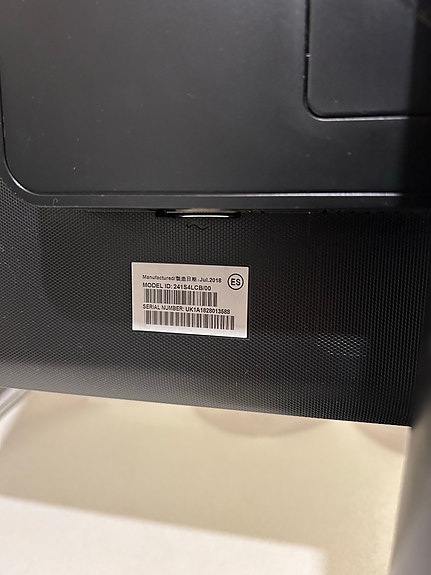 Manufactured/製造日期:Jul.2018
MODEL ID: 241S4LCB/00
SERIAL NUMBER: UK1A1828013588
ES